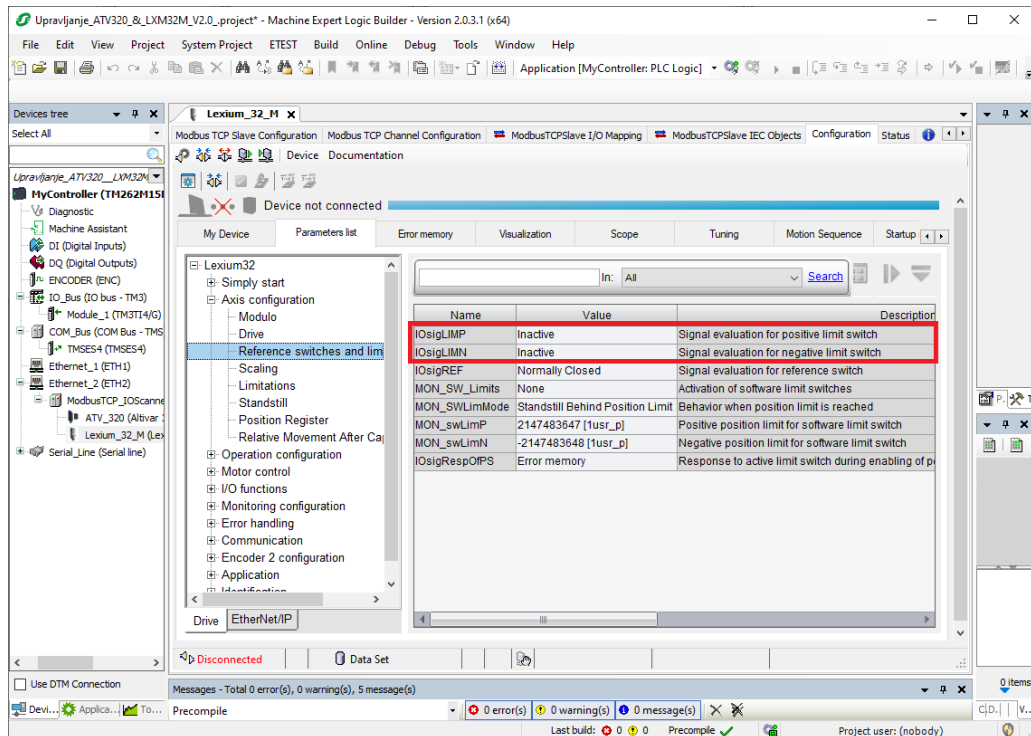 Upravljanje_ATV320_&_LXM32M_V2.0_.project* - Machine Expert Logic Builder - Version 2.0.3.1 (x64)
File Edit View Project System Project ETEST Build Online Debug Tools Window Help
Application [MyController: PLC Logic]
Devices tree
Lexium_32_M
Select All
Modbus TCP Slave Configuration Modbus TCP Channel Configuration ModbusTCPSlave I/O Mapping ModbusTCPSlave IEC Objects Configuration Status
Device Documentation
Upravljanje_ATV320__LXM32M
MyController (TM262M15
Diagnostic
Machine Assistant
DI (Digital Inputs)
DQ (Digital Outputs)
ENCODER (ENC)
IO_Bus (IO bus - TM3)
Module_1 (TM3TI4/G)
COM_Bus (COM Bus - TMS
TMSES4 (TMSES4)
Ethernet_1 (ETH1)
Ethernet_2 (ETH2)
ModbusTCP_IOScanne
ATV_320 (Altivar
Lexium_32_M (Lex
Serial_Line (Serial line)
Device not connected
My Device Parameters list Error memory Visualization Scope Tuning Motion Sequence Startup
Lexium32
Simply start
Axis configuration
Modulo
Drive
Reference switches and lim
Scaling
Limitations
Standstill
Position Register
Relative Movement After Ca
Operation configuration
Motor control
I/O functions
Monitoring configuration
Error handling
Communication
Encoder 2 configuration
Application
Identification
Drive EtherNet/IP
In: All Search
Name Value Description
IOsigLIMP Inactive Signal evaluation for positive limit switch
IOsigLIMN Inactive Signal evaluation for negative limit switch
IOsigREF Normally Closed Signal evaluation for reference switch
MON_SW_Limits None Activation of software limit switches
MON_SWLimMode Standstill Behind Position Limit Behavior when position limit is reached
MON_swLimP 2147483647 [1usr_p] Positive position limit for software limit switch
MON_swLimN -2147483648 [1usr_p] Negative position limit for software limit switch
IOsigRespOfPS Error memory Response to active limit switch during enabling of p
Disconnected Data Set
Use DTM Connection
Devi... Applica... To...
Messages - Total 0 error(s), 0 warning(s), 5 message(s)
Precompile 0 error(s) 0 warning(s) 0 message(s)
P. T
0 items
C.D. V..
Last build: 0 0 Precompile Project user: (nobody)